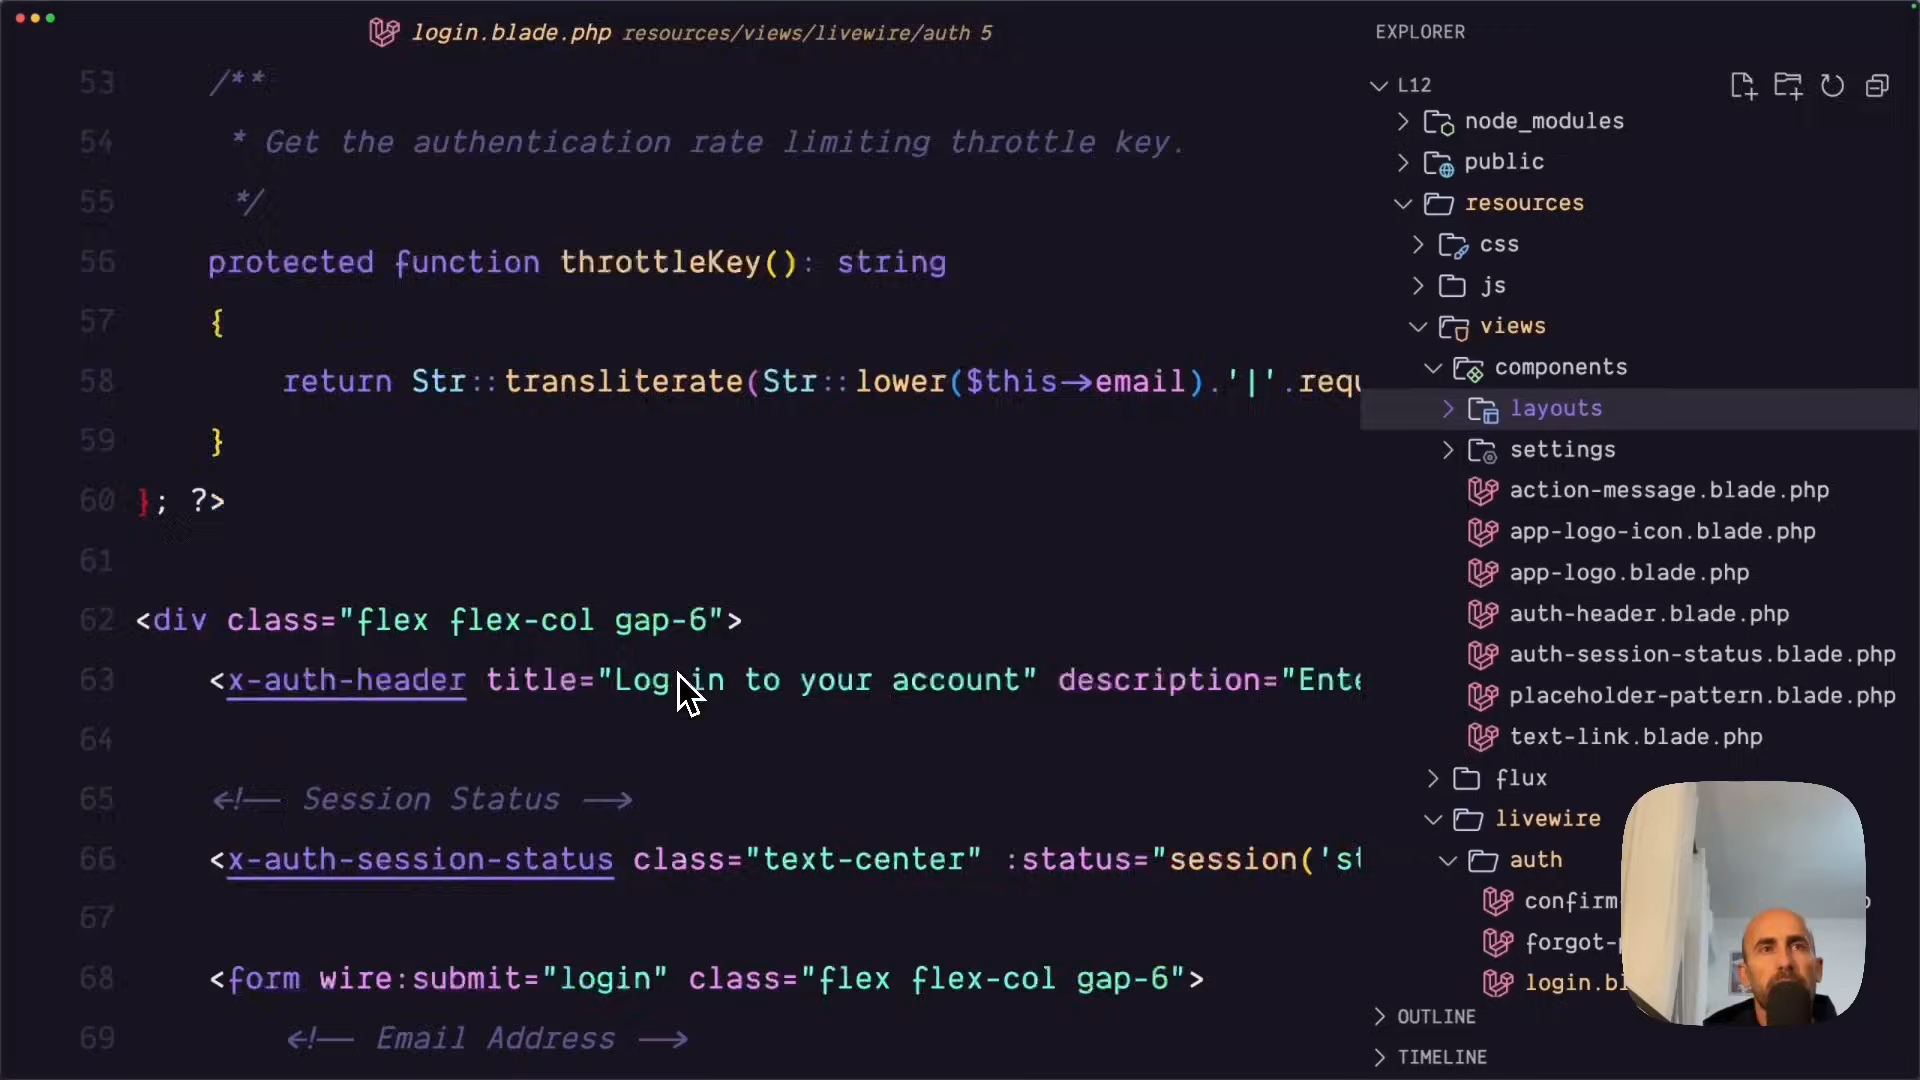 login.blade.php resources/views/livewire/auth 5
53 /**
54 * Get the authentication rate limiting throttle key.
55 */
56 protected function throttleKey(): string
57 {
58 return Str::transliterate(Str::lower($this->email).'|'.requ
59 }
60 }; ?>
61
62 <div class="flex flex-col gap-6">
63 <x-auth-header title="Log in to your account" description="Ente
64
65 <!-- Session Status -->
66 <x-auth-session-status class="text-center" :status="session('st
67
68 <form wire:submit="login" class="flex flex-col gap-6">
69 <!-- Email Address -->
EXPLORER
L12
node_modules
public
resources
css
js
views
components
layouts
settings
action-message.blade.php
app-logo-icon.blade.php
app-logo.blade.php
auth-header.blade.php
auth-session-status.blade.php
placeholder-pattern.blade.php
text-link.blade.php
flux
livewire
auth
confirm
forgot-
login.bl
OUTLINE
TIMELINE